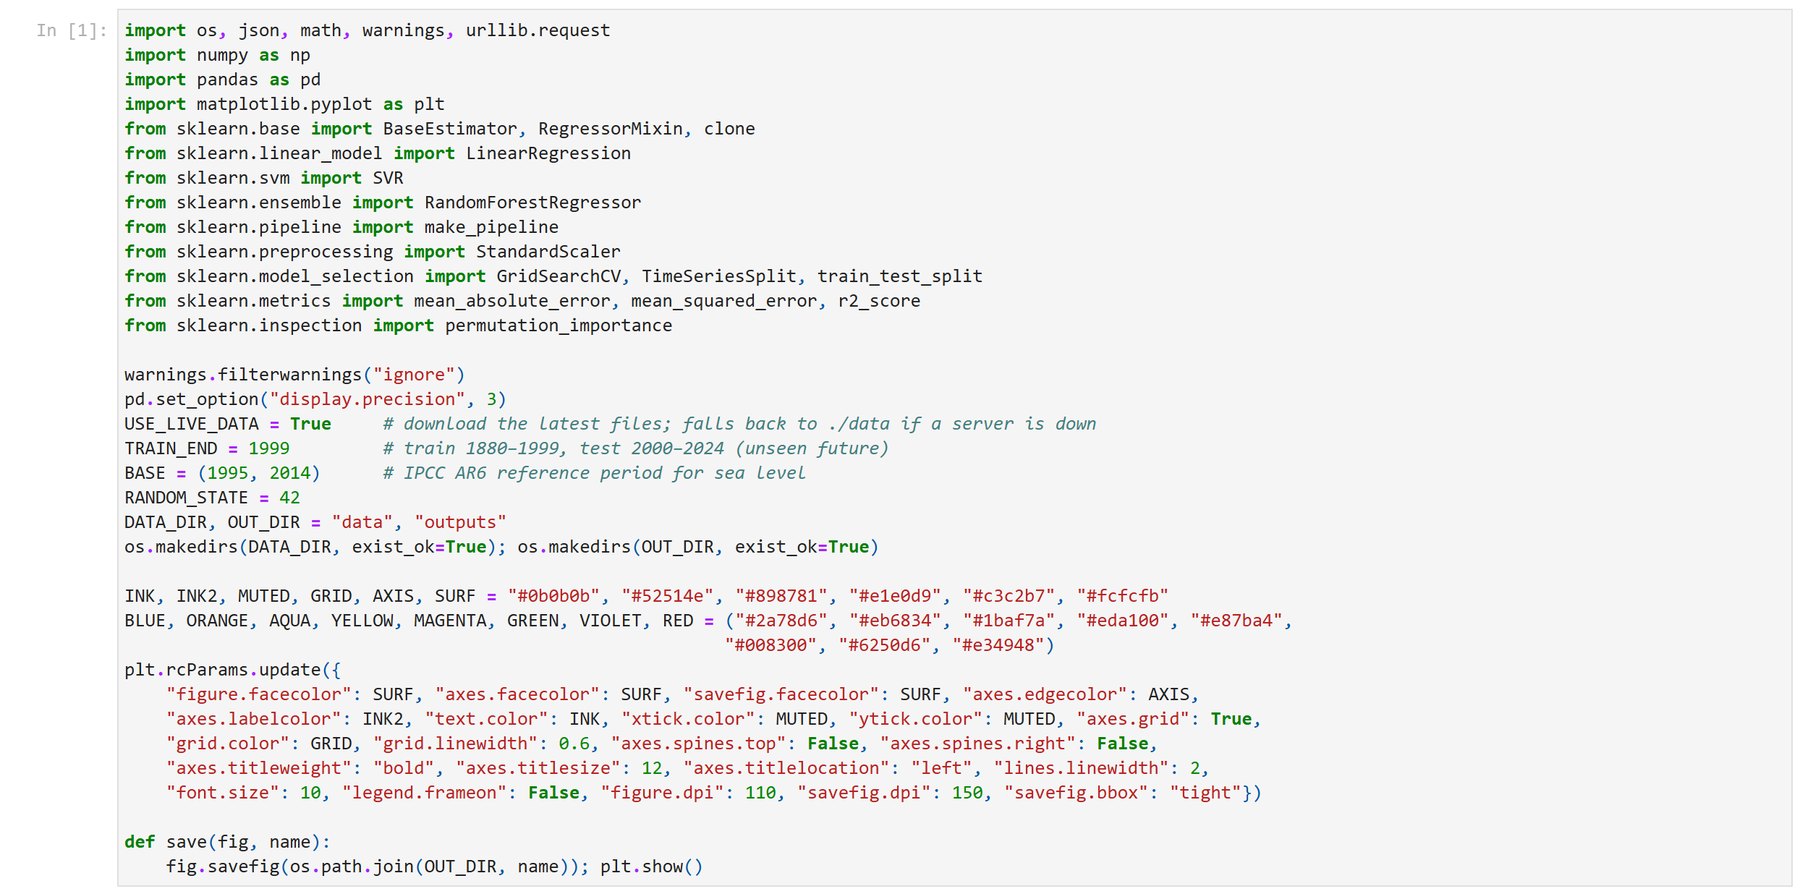 In [1]:
import os, json, math, warnings, urllib.request
import numpy as np
import pandas as pd
import matplotlib.pyplot as plt
from sklearn.base import BaseEstimator, RegressorMixin, clone
from sklearn.linear_model import LinearRegression
from sklearn.svm import SVR
from sklearn.ensemble import RandomForestRegressor
from sklearn.pipeline import make_pipeline
from sklearn.preprocessing import StandardScaler
from sklearn.model_selection import GridSearchCV, TimeSeriesSplit, train_test_split
from sklearn.metrics import mean_absolute_error, mean_squared_error, r2_score
from sklearn.inspection import permutation_importance

warnings.filterwarnings("ignore")
pd.set_option("display.precision", 3)
USE_LIVE_DATA = True     # download the latest files; falls back to ./data if a server is down
TRAIN_END = 1999         # train 1880–1999, test 2000–2024 (unseen future)
BASE = (1995, 2014)      # IPCC AR6 reference period for sea level
RANDOM_STATE = 42
DATA_DIR, OUT_DIR = "data", "outputs"
os.makedirs(DATA_DIR, exist_ok=True); os.makedirs(OUT_DIR, exist_ok=True)

INK, INK2, MUTED, GRID, AXIS, SURF = "#0b0b0b", "#52514e", "#898781", "#e1e0d9", "#c3c2b7", "#fcfcfb"
BLUE, ORANGE, AQUA, YELLOW, MAGENTA, GREEN, VIOLET, RED = ("#2a78d6", "#eb6834", "#1baf7a", "#eda100", "#e87ba4",
                                                          "#008300", "#6250d6", "#e34948")
plt.rcParams.update({
    "figure.facecolor": SURF, "axes.facecolor": SURF, "savefig.facecolor": SURF, "axes.edgecolor": AXIS,
    "axes.labelcolor": INK2, "text.color": INK, "xtick.color": MUTED, "ytick.color": MUTED, "axes.grid": True,
    "grid.color": GRID, "grid.linewidth": 0.6, "axes.spines.top": False, "axes.spines.right": False,
    "axes.titleweight": "bold", "axes.titlesize": 12, "axes.titlelocation": "left", "lines.linewidth": 2,
    "font.size": 10, "legend.frameon": False, "figure.dpi": 110, "savefig.dpi": 150, "savefig.bbox": "tight"})

def save(fig, name):
    fig.savefig(os.path.join(OUT_DIR, name)); plt.show()